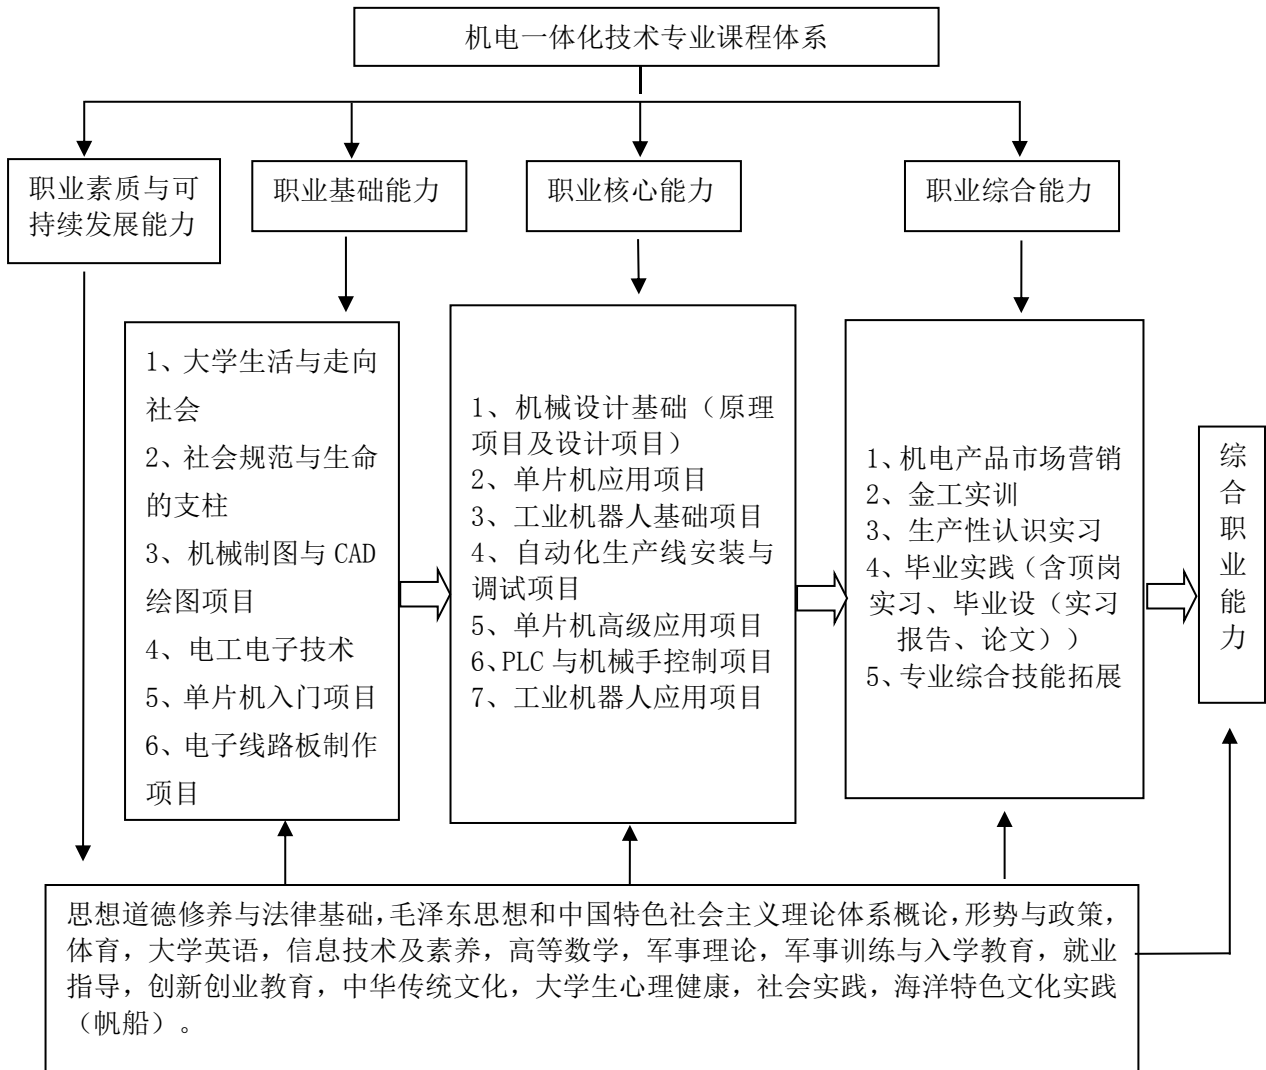 机电一体化技术专业课程体系
职业素质与可
持续发展能力
职业基础能力
职业核心能力
职业综合能力
1、大学生活与走向
社会
2、社会规范与生命
的支柱
3、机械制图与 CAD
绘图项目
4、电工电子技术
5、单片机入门项目
6、电子线路板制作
项目
1、机械设计基础（原理
项目及设计项目）
2、单片机应用项目
3、工业机器人基础项目
4、自动化生产线安装与
调试项目
5、单片机高级应用项目
6、PLC 与机械手控制项目
7、工业机器人应用项目
1、机电产品市场营销
2、金工实训
3、生产性认识实习
4、毕业实践（含顶岗
实习、毕业设（实习
报告、论文））
5、专业综合技能拓展
综
合
职
业
能
力
思想道德修养与法律基础，毛泽东思想和中国特色社会主义理论体系概论，形势与政策，
体育，大学英语，信息技术及素养，高等数学，军事理论，军事训练与入学教育，就业
指导，创新创业教育，中华传统文化，大学生心理健康，社会实践，海洋特色文化实践
（帆船）。